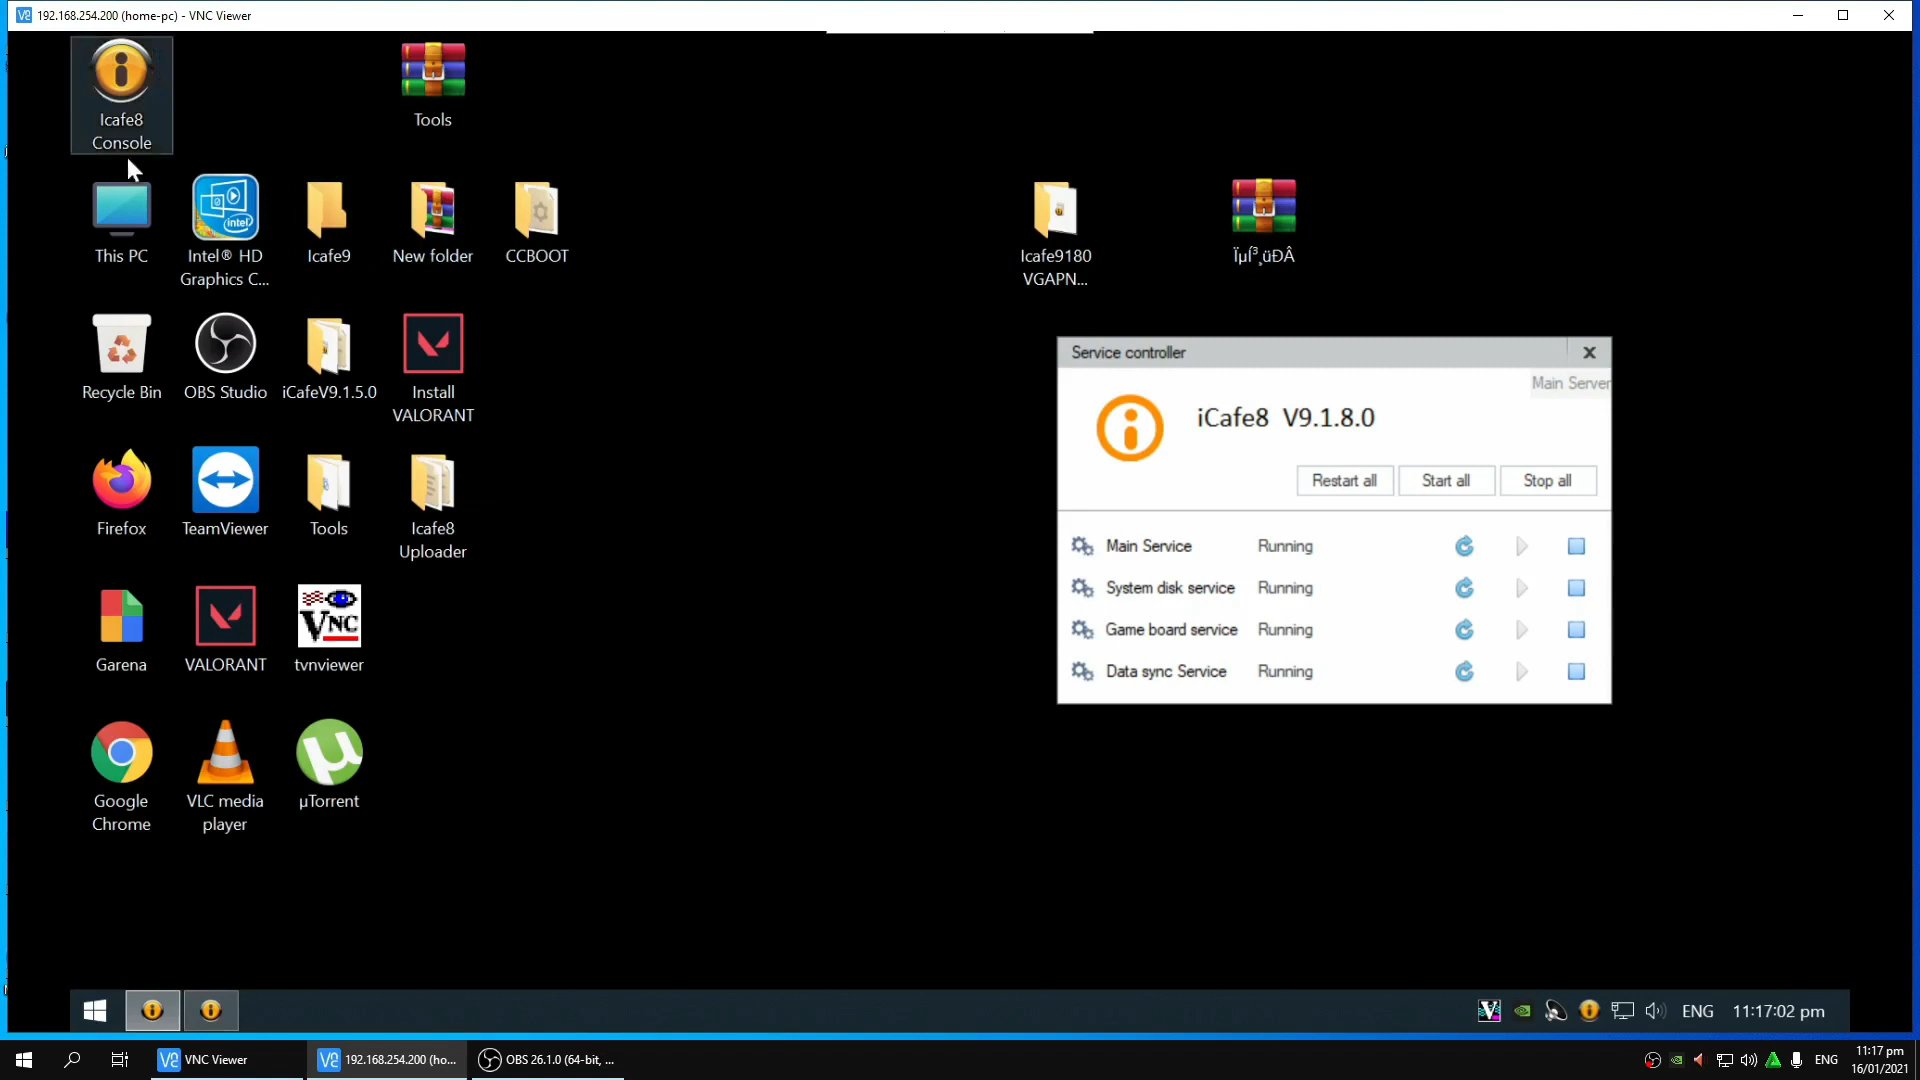 192.168.254.200 (home-pc) - VNC Viewer
Icafe8
Console
Tools
This PC
Intel® HD
Graphics C...
Icafe9
New folder
CCBOOT
Icafe9180
VGAPN...
ÏµÍ³¸üÐÂ
Recycle Bin
OBS Studio
iCafeV9.1.5.0
Install
VALORANT
Firefox
TeamViewer
Tools
Icafe8
Uploader
Garena
VALORANT
VNC
tvnviewer
Google
Chrome
VLC media
player
µTorrent
Service controller
Main Server
iCafe8 V9.1.8.0
Restart all
Start all
Stop all
Main Service Running
System disk service Running
Game board service Running
Data sync Service Running
ENG
11:17:02 pm
VNC Viewer
192.168.254.200 (ho...
OBS 26.1.0 (64-bit, ...
ENG
11:17 pm
16/01/2021